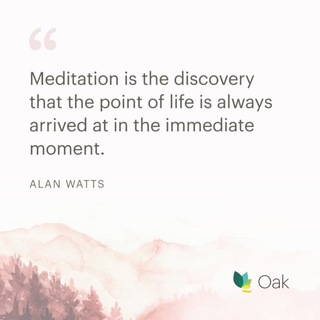 “
Meditation is the discovery
that the point of life is always
arrived at in the immediate
moment.
ALAN WATTS
Oak